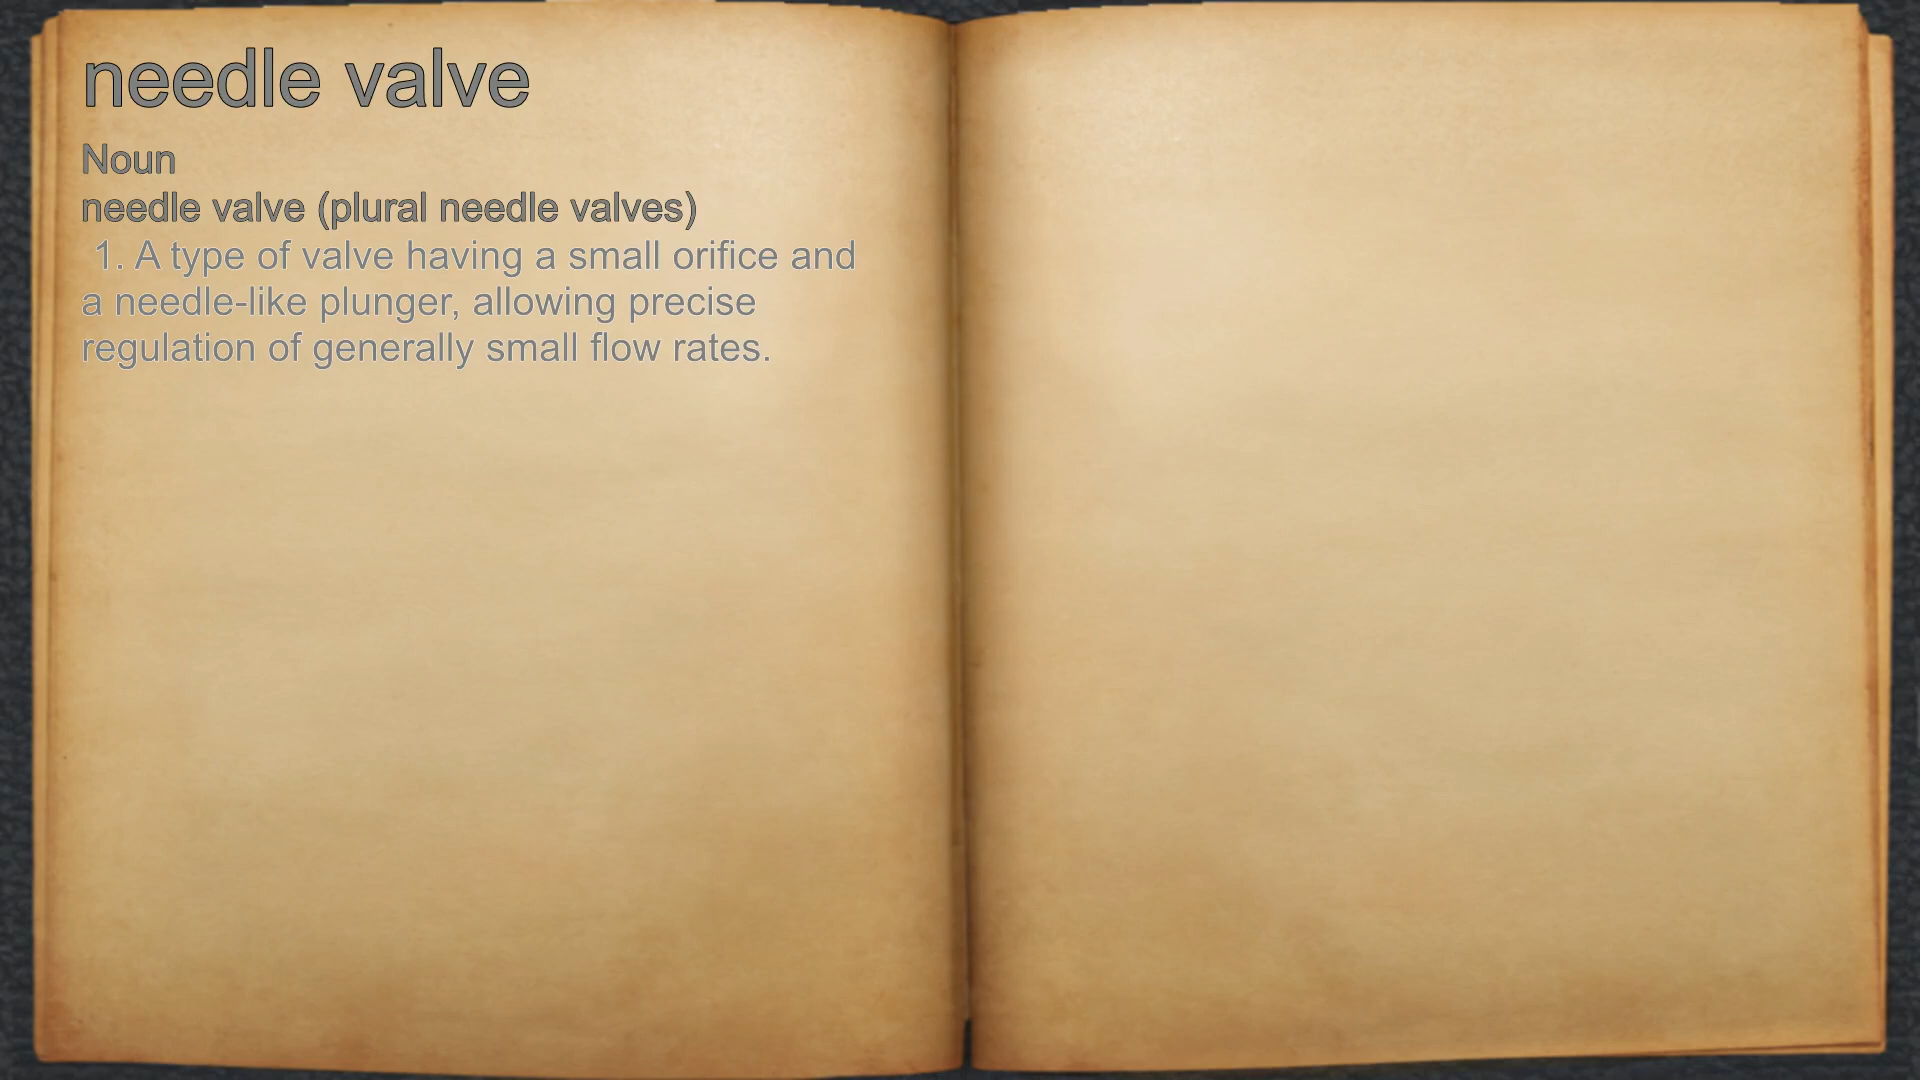 needle valve
Noun
needle valve (plural needle valves)
1. A type of valve having a small orifice and
a needle-like plunger, allowing precise
regulation of generally small flow rates.